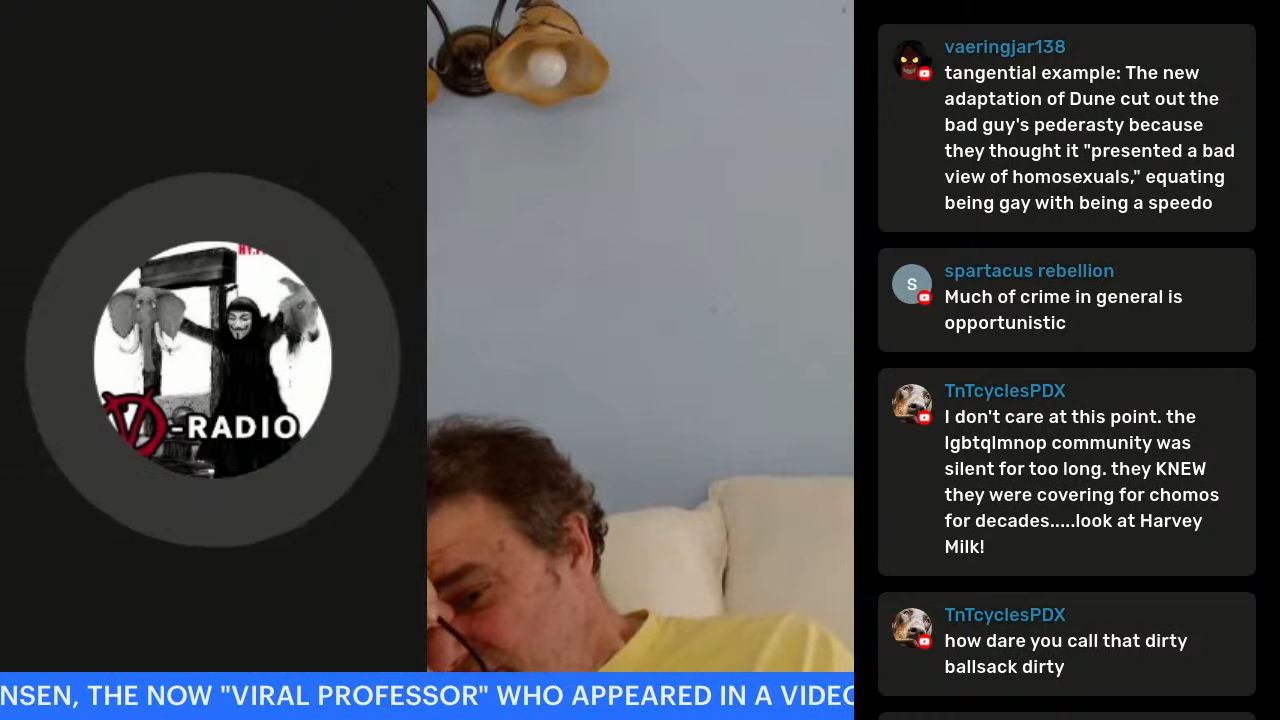 -RADIO
NSEN, THE NOW "VIRAL PROFESSOR" WHO APPEARED IN A VIDEO
vaeringjar138
tangential example: The new
adaptation of Dune cut out the
bad guy's pederasty because
they thought it "presented a bad
view of homosexuals," equating
being gay with being a speedo
S
spartacus rebellion
Much of crime in general is
opportunistic
TnTcyclesPDX
I don't care at this point. the
lgbtqlmnop community was
silent for too long. they KNEW
they were covering for chomos
for decades.....look at Harvey
Milk!
TnTcyclesPDX
how dare you call that dirty
ballsack dirty